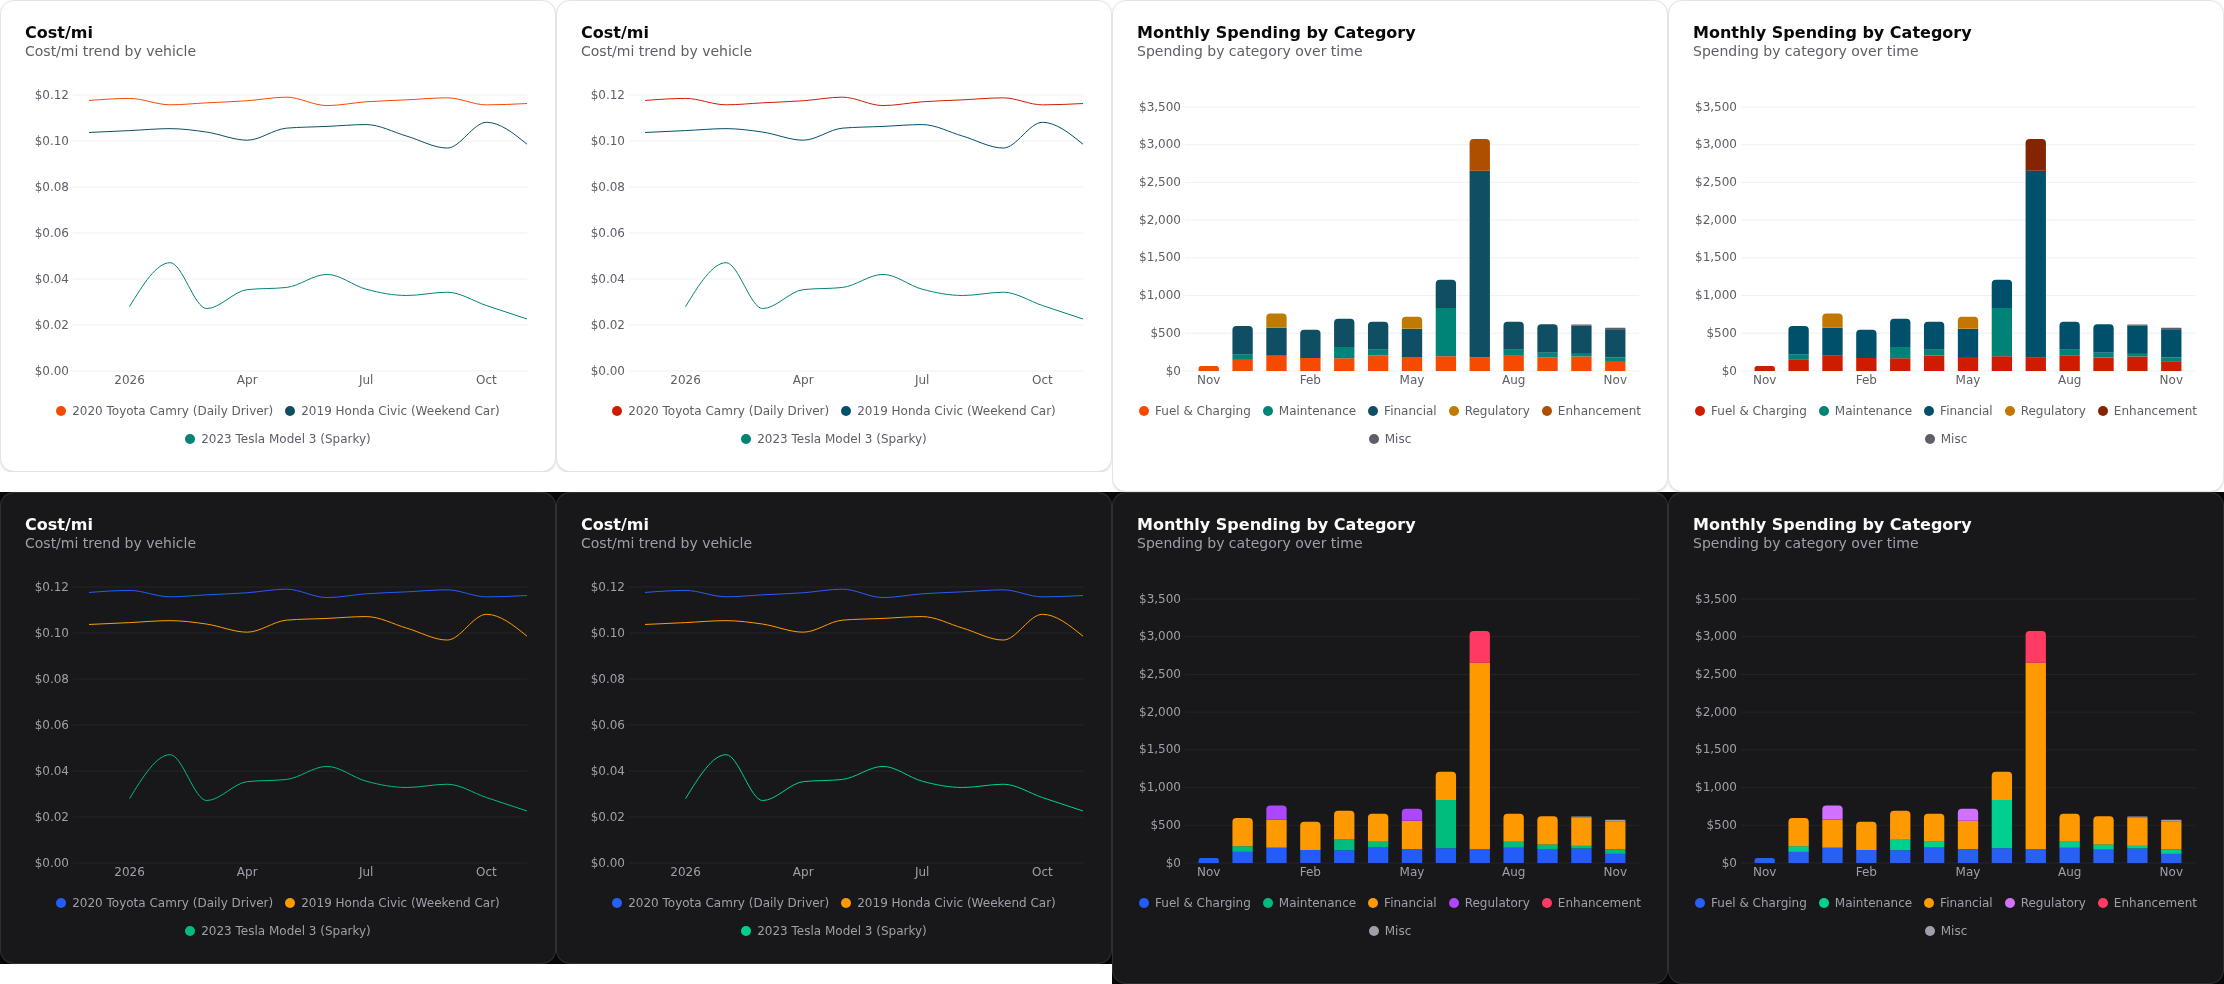 Cost/mi
Cost/mi trend by vehicle
$0.12
$0.10
$0.08
$0.06
$0.04
$0.02
$0.00
2026 Apr Jul Oct
2020 Toyota Camry (Daily Driver) 2019 Honda Civic (Weekend Car)
2023 Tesla Model 3 (Sparky)
Cost/mi
Cost/mi trend by vehicle
$0.12
$0.10
$0.08
$0.06
$0.04
$0.02
$0.00
2026 Apr Jul Oct
2020 Toyota Camry (Daily Driver) 2019 Honda Civic (Weekend Car)
2023 Tesla Model 3 (Sparky)
Monthly Spending by Category
Spending by category over time
$3,500
$3,000
$2,500
$2,000
$1,500
$1,000
$500
$0
Nov Feb May Aug Nov
Fuel & Charging Maintenance Financial Regulatory Enhancement
Misc
Monthly Spending by Category
Spending by category over time
$3,500
$3,000
$2,500
$2,000
$1,500
$1,000
$500
$0
Nov Feb May Aug Nov
Fuel & Charging Maintenance Financial Regulatory Enhancement
Misc
Cost/mi
Cost/mi trend by vehicle
$0.12
$0.10
$0.08
$0.06
$0.04
$0.02
$0.00
2026 Apr Jul Oct
2020 Toyota Camry (Daily Driver) 2019 Honda Civic (Weekend Car)
2023 Tesla Model 3 (Sparky)
Cost/mi
Cost/mi trend by vehicle
$0.12
$0.10
$0.08
$0.06
$0.04
$0.02
$0.00
2026 Apr Jul Oct
2020 Toyota Camry (Daily Driver) 2019 Honda Civic (Weekend Car)
2023 Tesla Model 3 (Sparky)
Monthly Spending by Category
Spending by category over time
$3,500
$3,000
$2,500
$2,000
$1,500
$1,000
$500
$0
Nov Feb May Aug Nov
Fuel & Charging Maintenance Financial Regulatory Enhancement
Misc
Monthly Spending by Category
Spending by category over time
$3,500
$3,000
$2,500
$2,000
$1,500
$1,000
$500
$0
Nov Feb May Aug Nov
Fuel & Charging Maintenance Financial Regulatory Enhancement
Misc